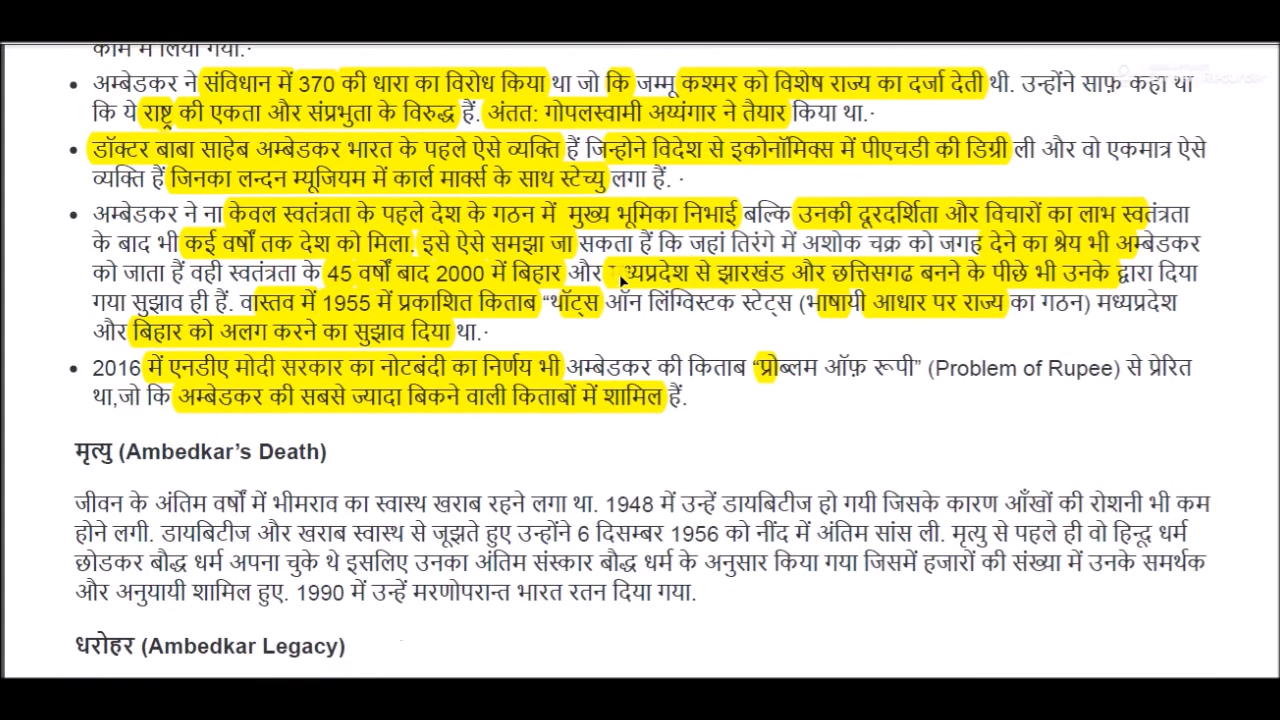 काम में लिया गया.·
• अम्बेडकर ने संविधान में 370 की धारा का विरोध किया था जो कि जम्मू कश्मर को विशेष राज्य का दर्जा देती थी. उन्होंने साफ़ कहा था
कि ये राष्ट्र की एकता और संप्रभुता के विरुद्ध हैं. अंतत: गोपलस्वामी अय्यंगार ने तैयार किया था.·
• डॉक्टर बाबा साहेब अम्बेडकर भारत के पहले ऐसे व्यक्ति हैं जिन्होने विदेश से इकोनॉमिक्स में पीएचडी की डिग्री ली और वो एकमात्र ऐसे
व्यक्ति हैं जिनका लन्दन म्यूजियम में कार्ल मार्क्स के साथ स्टेच्यु लगा हैं. ·
• अम्बेडकर ने ना केवल स्वतंत्रता के पहले देश के गठन में मुख्य भूमिका निभाई बल्कि उनकी दूरदर्शिता और विचारों का लाभ स्वतंत्रता
के बाद भी कई वर्षों तक देश को मिला. इसे ऐसे समझा जा सकता हैं कि जहां तिरंगे में अशोक चक्र को जगह देने का श्रेय भी अम्बेडकर
को जाता हैं वही स्वतंत्रता के 45 वर्षों बाद 2000 में बिहार और मध्यप्रदेश से झारखंड और छत्तिसगढ बनने के पीछे भी उनके द्वारा दिया
गया सुझाव ही हैं. वास्तव में 1955 में प्रकाशित किताब “थॉट्स ऑन लिंग्विस्टक स्टेट्स (भाषायी आधार पर राज्य का गठन) मध्यप्रदेश
और बिहार को अलग करने का सुझाव दिया था.·
• 2016 में एनडीए मोदी सरकार का नोटबंदी का निर्णय भी अम्बेडकर की किताब “प्रोब्लम ऑफ़ रूपी” (Problem of Rupee) से प्रेरित
था,जो कि अम्बेडकर की सबसे ज्यादा बिकने वाली किताबों में शामिल हैं.
मृत्यु (Ambedkar’s Death)
जीवन के अंतिम वर्षों में भीमराव का स्वास्थ खराब रहने लगा था. 1948 में उन्हें डायबिटीज हो गयी जिसके कारण आँखों की रोशनी भी कम
होने लगी. डायबिटीज और खराब स्वास्थ से जूझते हुए उन्होंने 6 दिसम्बर 1956 को नींद में अंतिम सांस ली. मृत्यु से पहले ही वो हिन्दू धर्म
छोडकर बौद्ध धर्म अपना चुके थे इसलिए उनका अंतिम संस्कार बौद्ध धर्म के अनुसार किया गया जिसमें हजारों की संख्या में उनके समर्थक
और अनुयायी शामिल हुए. 1990 में उन्हें मरणोपरान्त भारत रतन दिया गया.
धरोहर (Ambedkar Legacy)